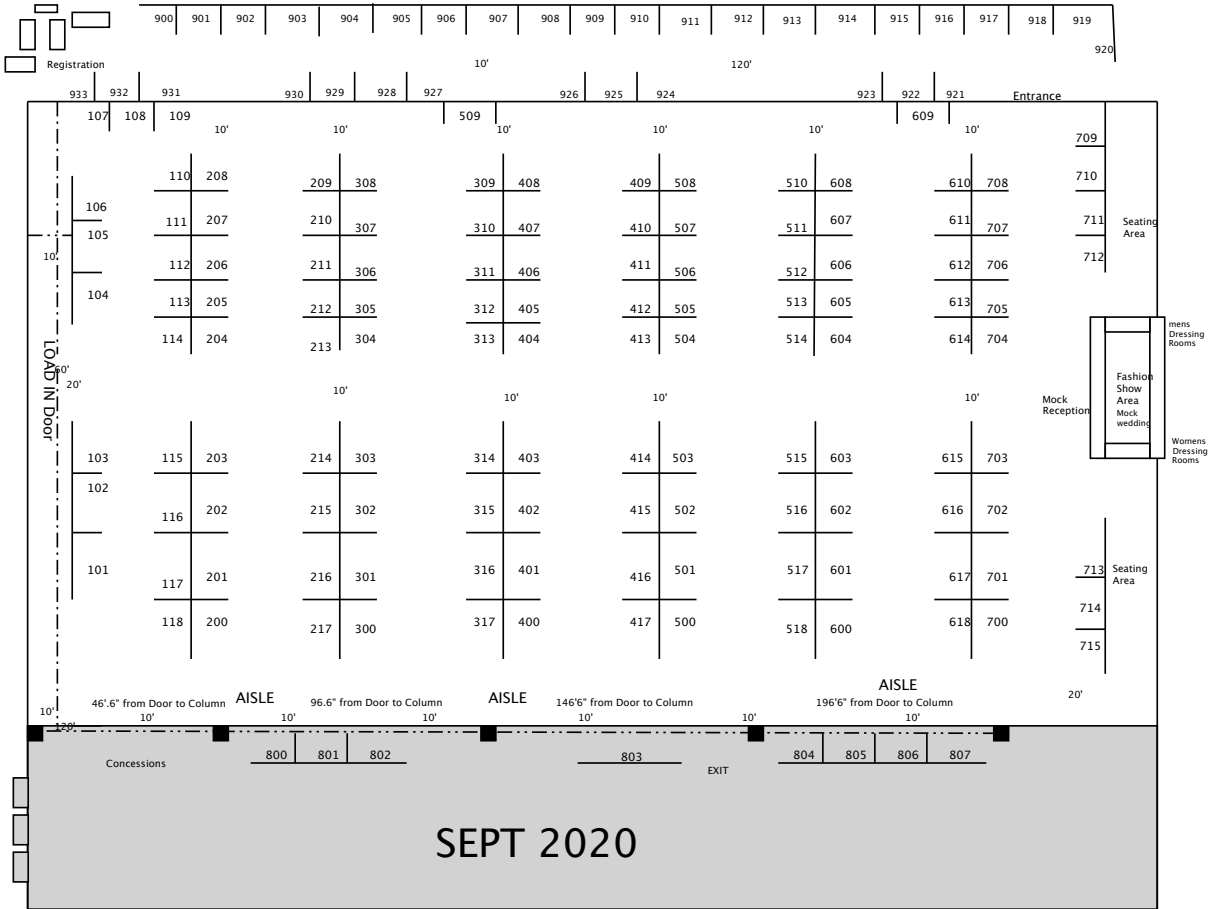 900 901 902 903 904 905 906 907 908 909 910 911 912 913 914 915 916 917 918 919
920
Registration
10' 120'
933 932 931 930 929 928 927 926 925 924 923 922 921 Entrance
107 108 109 509 609
10' 10' 10' 10' 10' 10'
709
110 208 209 308 309 408 409 508 510 608 610 708 710
106
111 207 210 307 310 407 410 507 511 607 611 707 711
Seating
Area
105
10'
112 206 211 306 311 406 411 506 512 606 612 706 712
104
113 205 212 305 312 405 412 505 513 605 613 705
114 204 213 304 313 404 413 504 514 604 614 704
mens
Dressing
Rooms
LOAD IN Door
60'
20'
10' 10' 10' 10'
Fashion
Show
Area
Mock
wedding
Mock
Reception
Womens
Dressing
Rooms
103 115 203 214 303 314 403 414 503 515 603 615 703
102
116 202 215 302 315 402 415 502 516 602 616 702
101 117 201 216 301 316 401 416 501 517 601 617 701 713
Seating
Area
714
118 200 217 300 317 400 417 500 518 600 618 700
715
AISLE AISLE AISLE
20'
46'.6" from Door to Column 96.6" from Door to Column 146'6" from Door to Column 196'6" from Door to Column
10' 10' 10' 10' 10' 10' 10'
120'
Concessions 800 801 802 803 804 805 806 807
EXIT
SEPT 2020